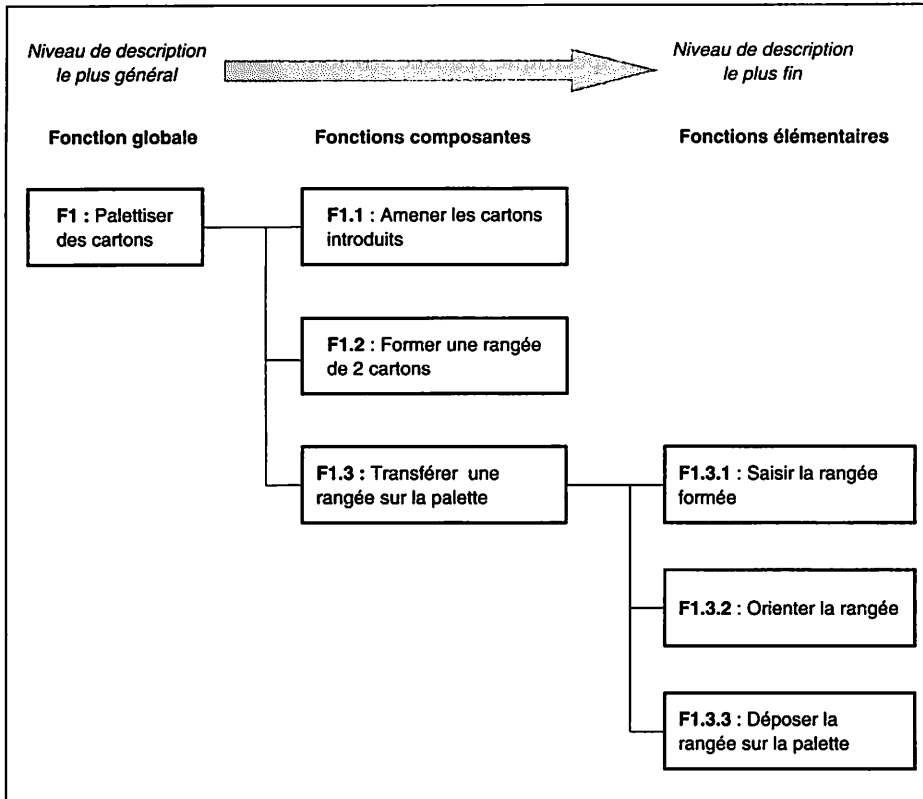 Niveau de description
le plus général
Niveau de description
le plus fin
Fonction globale
Fonctions composantes
Fonctions élémentaires
F1 : Palettiser
des cartons
F1.1 : Amener les cartons
introduits
F1.2 : Former une rangée
de 2 cartons
F1.3 : Transférer une
rangée sur la palette
F1.3.1 : Saisir la rangée
formée
F1.3.2 : Orienter la rangée
F1.3.3 : Déposer la
rangée sur la palette